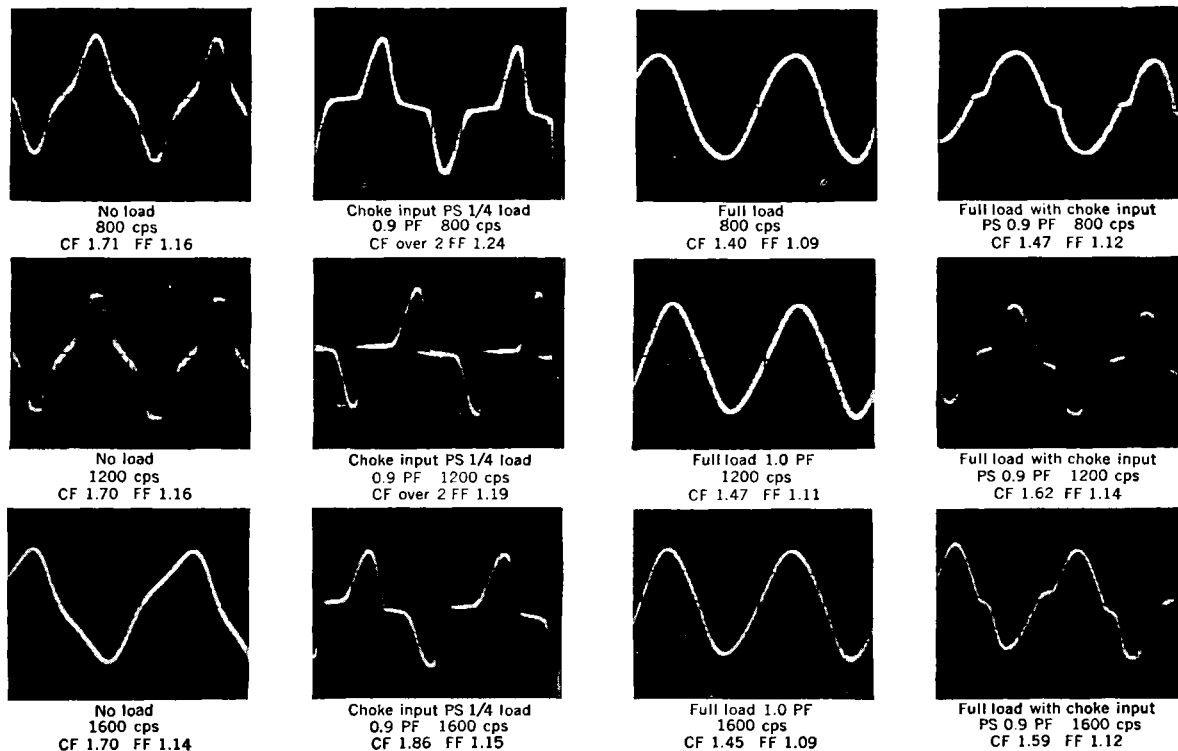 No load
800 cps
CF 1.71 FF 1.16
Choke input PS 1/4 load
0.9 PF 800 cps
CF over 2 FF 1.24
Full load
800 cps
CF 1.40 FF 1.09
Full load with choke input
PS 0.9 PF 800 cps
CF 1.47 FF 1.12
No load
1200 cps
CF 1.70 FF 1.16
Choke input PS 1/4 load
0.9 PF 1200 cps
CF over 2 FF 1.19
Full load 1.0 PF
1200 cps
CF 1.47 FF 1.11
Full load with choke input
PS 0.9 PF 1200 cps
CF 1.62 FF 1.14
No load
1600 cps
CF 1.70 FF 1.14
Choke input PS 1/4 load
0.9 PF 1600 cps
CF 1.86 FF 1.15
Full load 1.0 PF
1600 cps
CF 1.45 FF 1.09
Full load with choke input
PS 0.9 PF 1600 cps
CF 1.59 FF 1.12